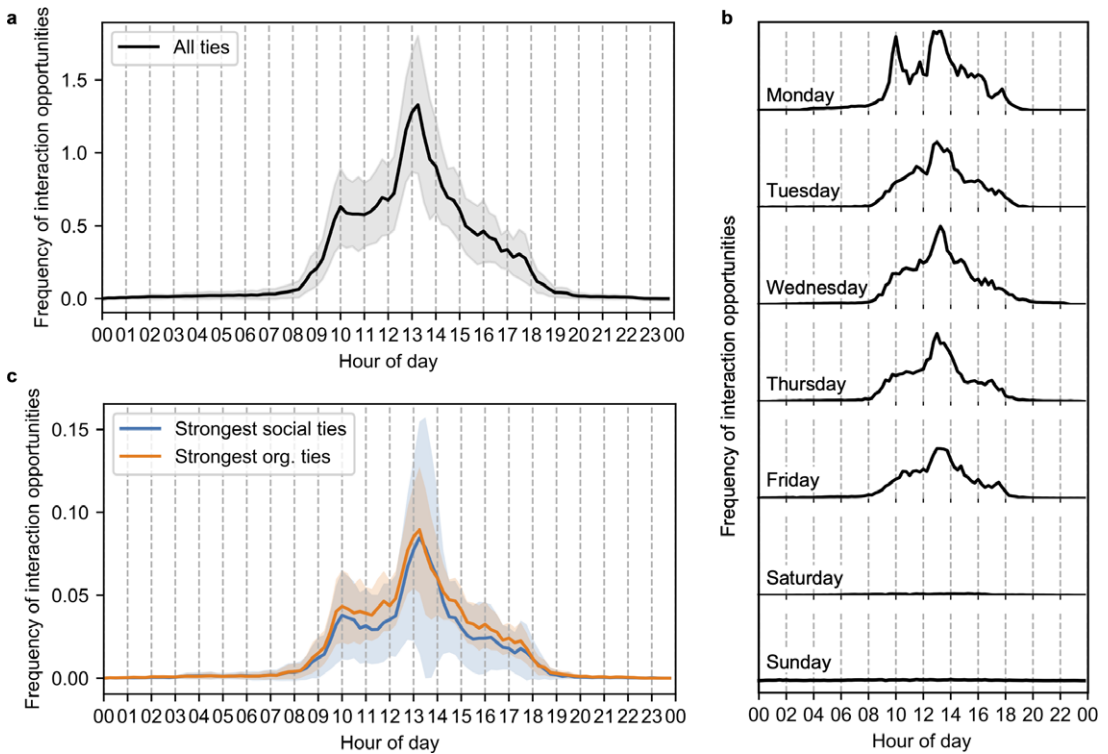 a
Frequency of interaction opportunities
All ties
1.5
1.0
0.5
0.0
00 01 02 03 04 05 06 07 08 09 10 11 12 13 14 15 16 17 18 19 20 21 22 23 00
Hour of day
c
Frequency of interaction opportunities
Strongest social ties
Strongest org. ties
0.15
0.10
0.05
0.00
00 01 02 03 04 05 06 07 08 09 10 11 12 13 14 15 16 17 18 19 20 21 22 23 00
Hour of day
b
Frequency of interaction opportunities
Monday
Tuesday
Wednesday
Thursday
Friday
Saturday
Sunday
00 02 04 06 08 10 12 14 16 18 20 22 00
Hour of day